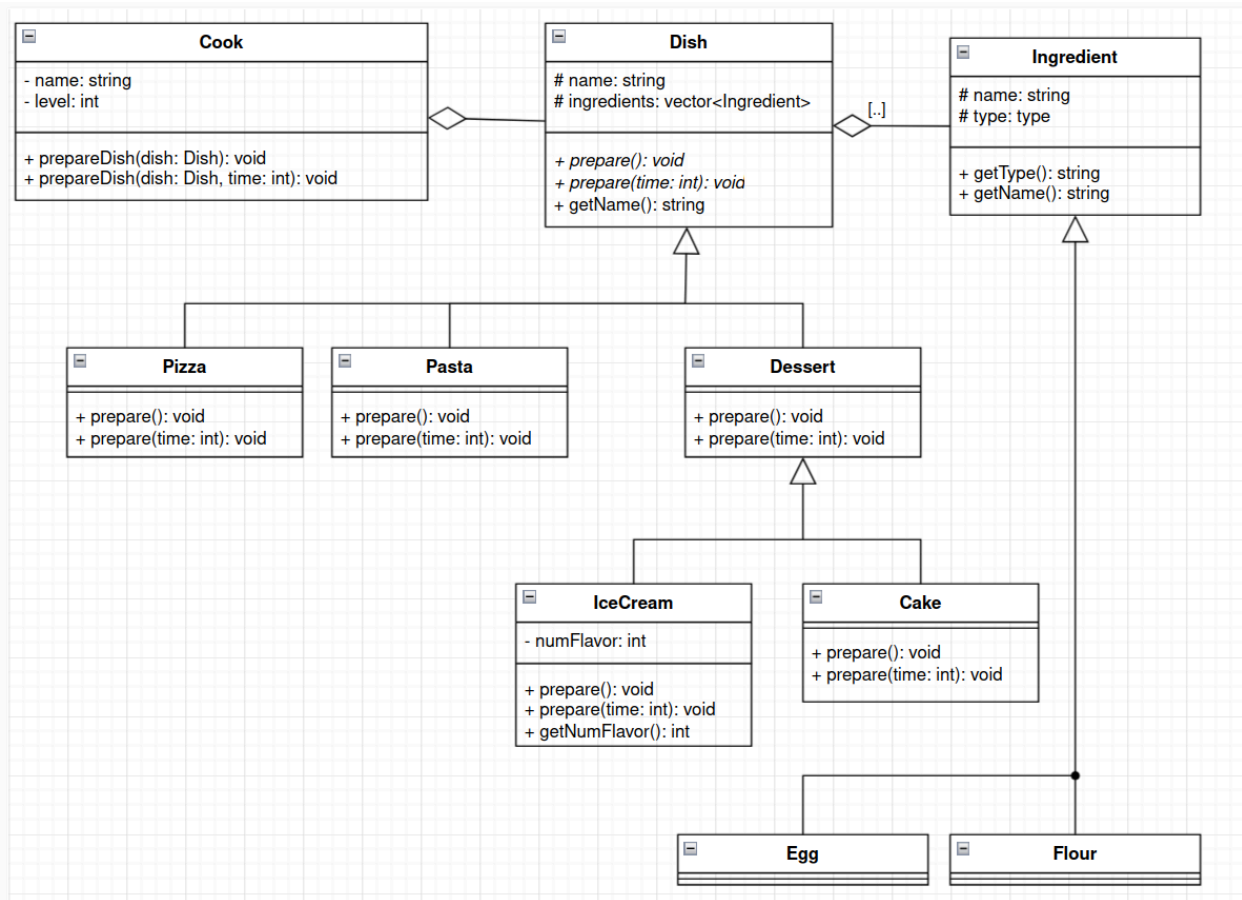 Cook
- name: string
- level: int
+ prepareDish(dish: Dish): void
+ prepareDish(dish: Dish, time: int): void
Dish
# name: string
# ingredients: vector<Ingredient>
+ prepare(): void
+ prepare(time: int): void
+ getName(): string
[..]
Ingredient
# name: string
# type: type
+ getType(): string
+ getName(): string
Pizza
+ prepare(): void
+ prepare(time: int): void
Pasta
+ prepare(): void
+ prepare(time: int): void
Dessert
+ prepare(): void
+ prepare(time: int): void
IceCream
- numFlavor: int
+ prepare(): void
+ prepare(time: int): void
+ getNumFlavor(): int
Cake
+ prepare(): void
+ prepare(time: int): void
Egg
Flour